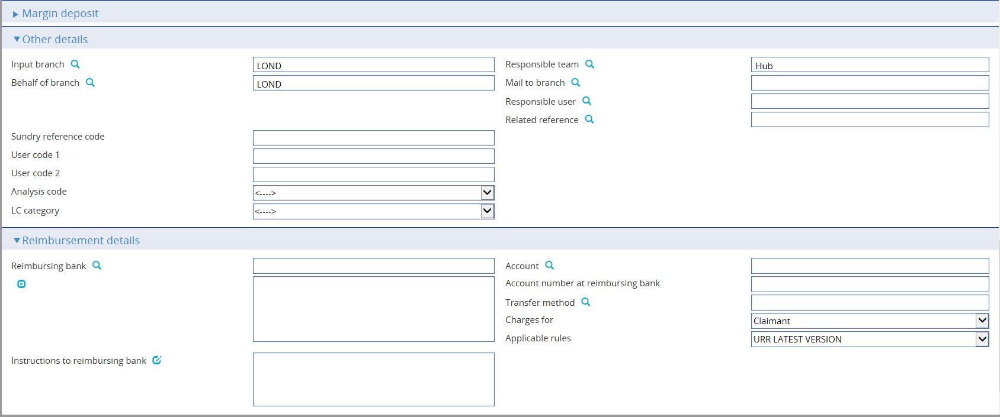 Margin deposit
Other details
Input branch LOND Responsible team Hub
Behalf of branch LOND Mail to branch
Responsible user
Related reference
Sundry reference code
User code 1
User code 2
Analysis code <---->
LC category <---->
Reimbursement details
Reimbursing bank Account
Account number at reimbursing bank
Transfer method
Charges for Claimant
Applicable rules URR LATEST VERSION
Instructions to reimbursing bank